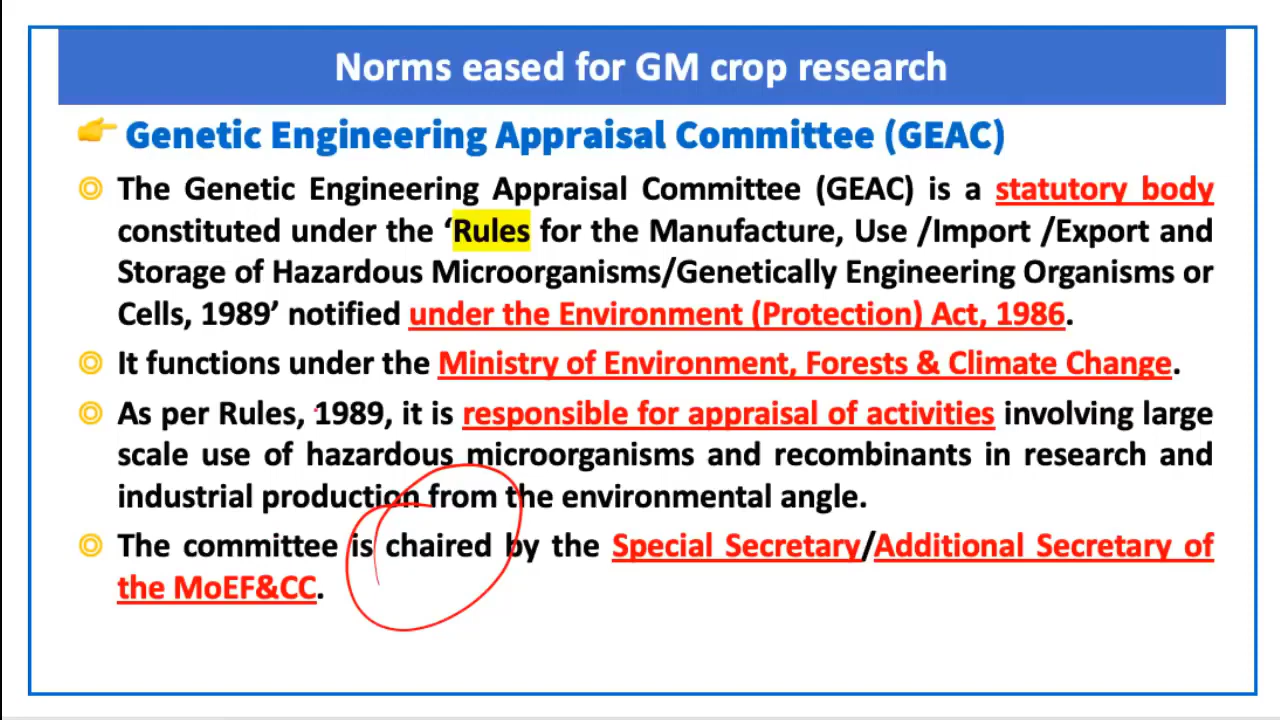 Norms eased for GM crop research
Genetic Engineering Appraisal Committee (GEAC)
The Genetic Engineering Appraisal Committee (GEAC) is a statutory body
constituted under the ‘Rules for the Manufacture, Use /Import /Export and
Storage of Hazardous Microorganisms/Genetically Engineering Organisms or
Cells, 1989’ notified under the Environment (Protection) Act, 1986.
It functions under the Ministry of Environment, Forests & Climate Change.
As per Rules, 1989, it is responsible for appraisal of activities involving large
scale use of hazardous microorganisms and recombinants in research and
industrial production from the environmental angle.
The committee is chaired by the Special Secretary/Additional Secretary of
the MoEF&CC.